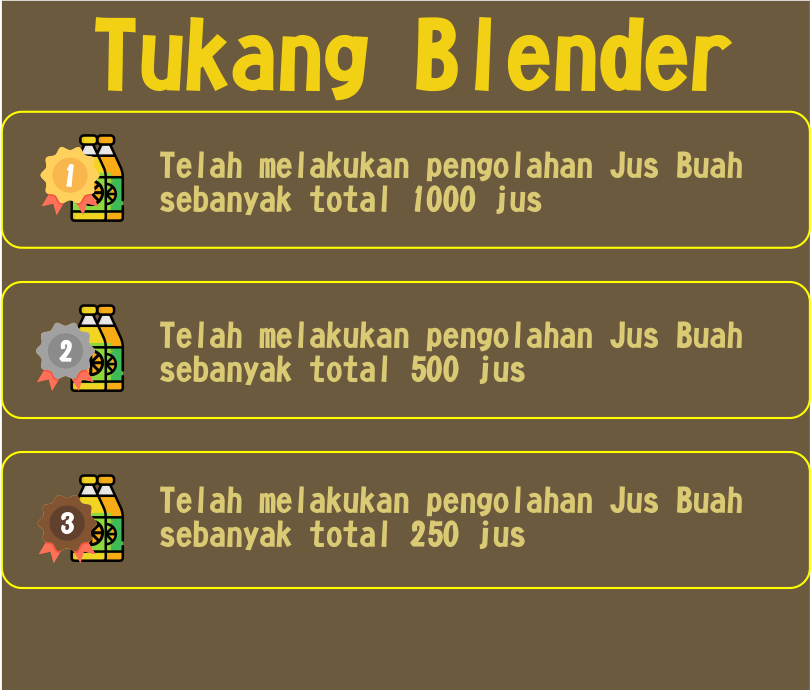 Tukang Blender
1
Telah melakukan pengolahan Jus Buah
sebanyak total 1000 jus
2
Telah melakukan pengolahan Jus Buah
sebanyak total 500 jus
3
Telah melakukan pengolahan Jus Buah
sebanyak total 250 jus